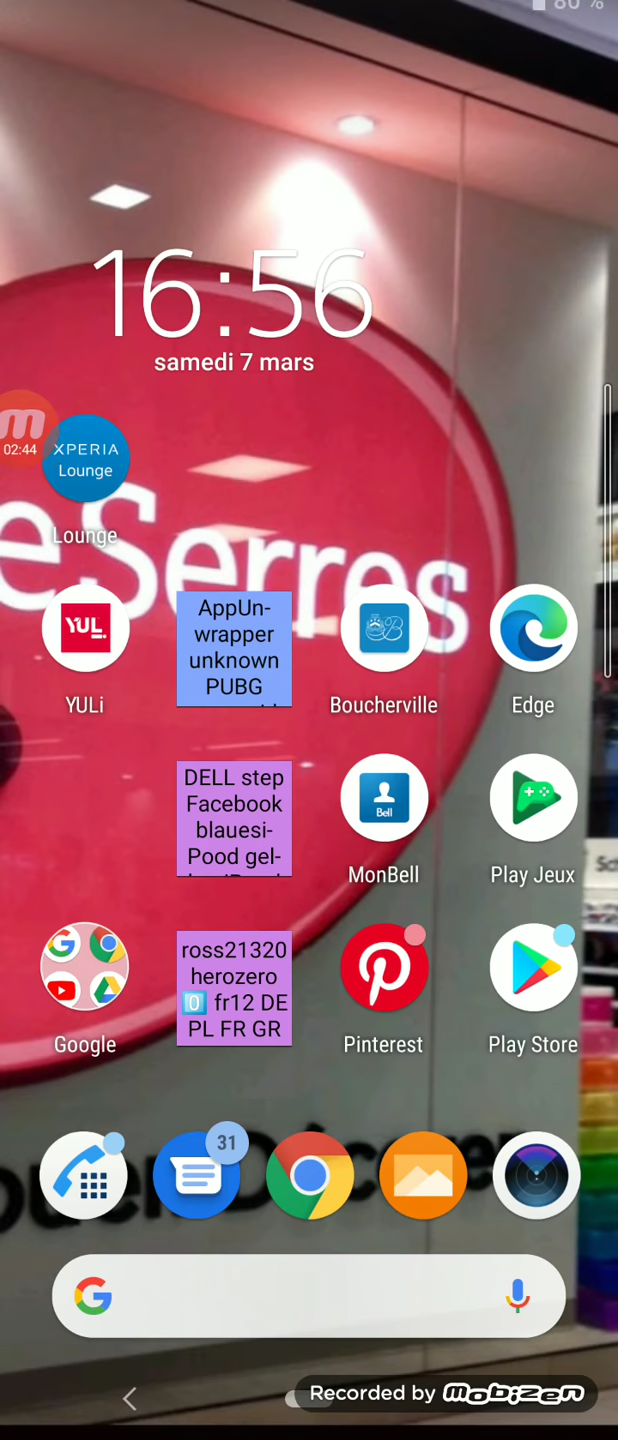 80 %
16:56
samedi 7 mars
02:44
XPERIA
Lounge
Lounge
eSerres
YUL
AppUn-
wrapper
unknown
PUBG
B
YULi
Boucherville
Edge
DELL step
Facebook
blauesi-
Pood gel-
Bell
MonBell
Play Jeux
ross21320
herozero
0️⃣ fr12 DE
PL FR GR
Google
Pinterest
Play Store
31
Recorded by mobizen